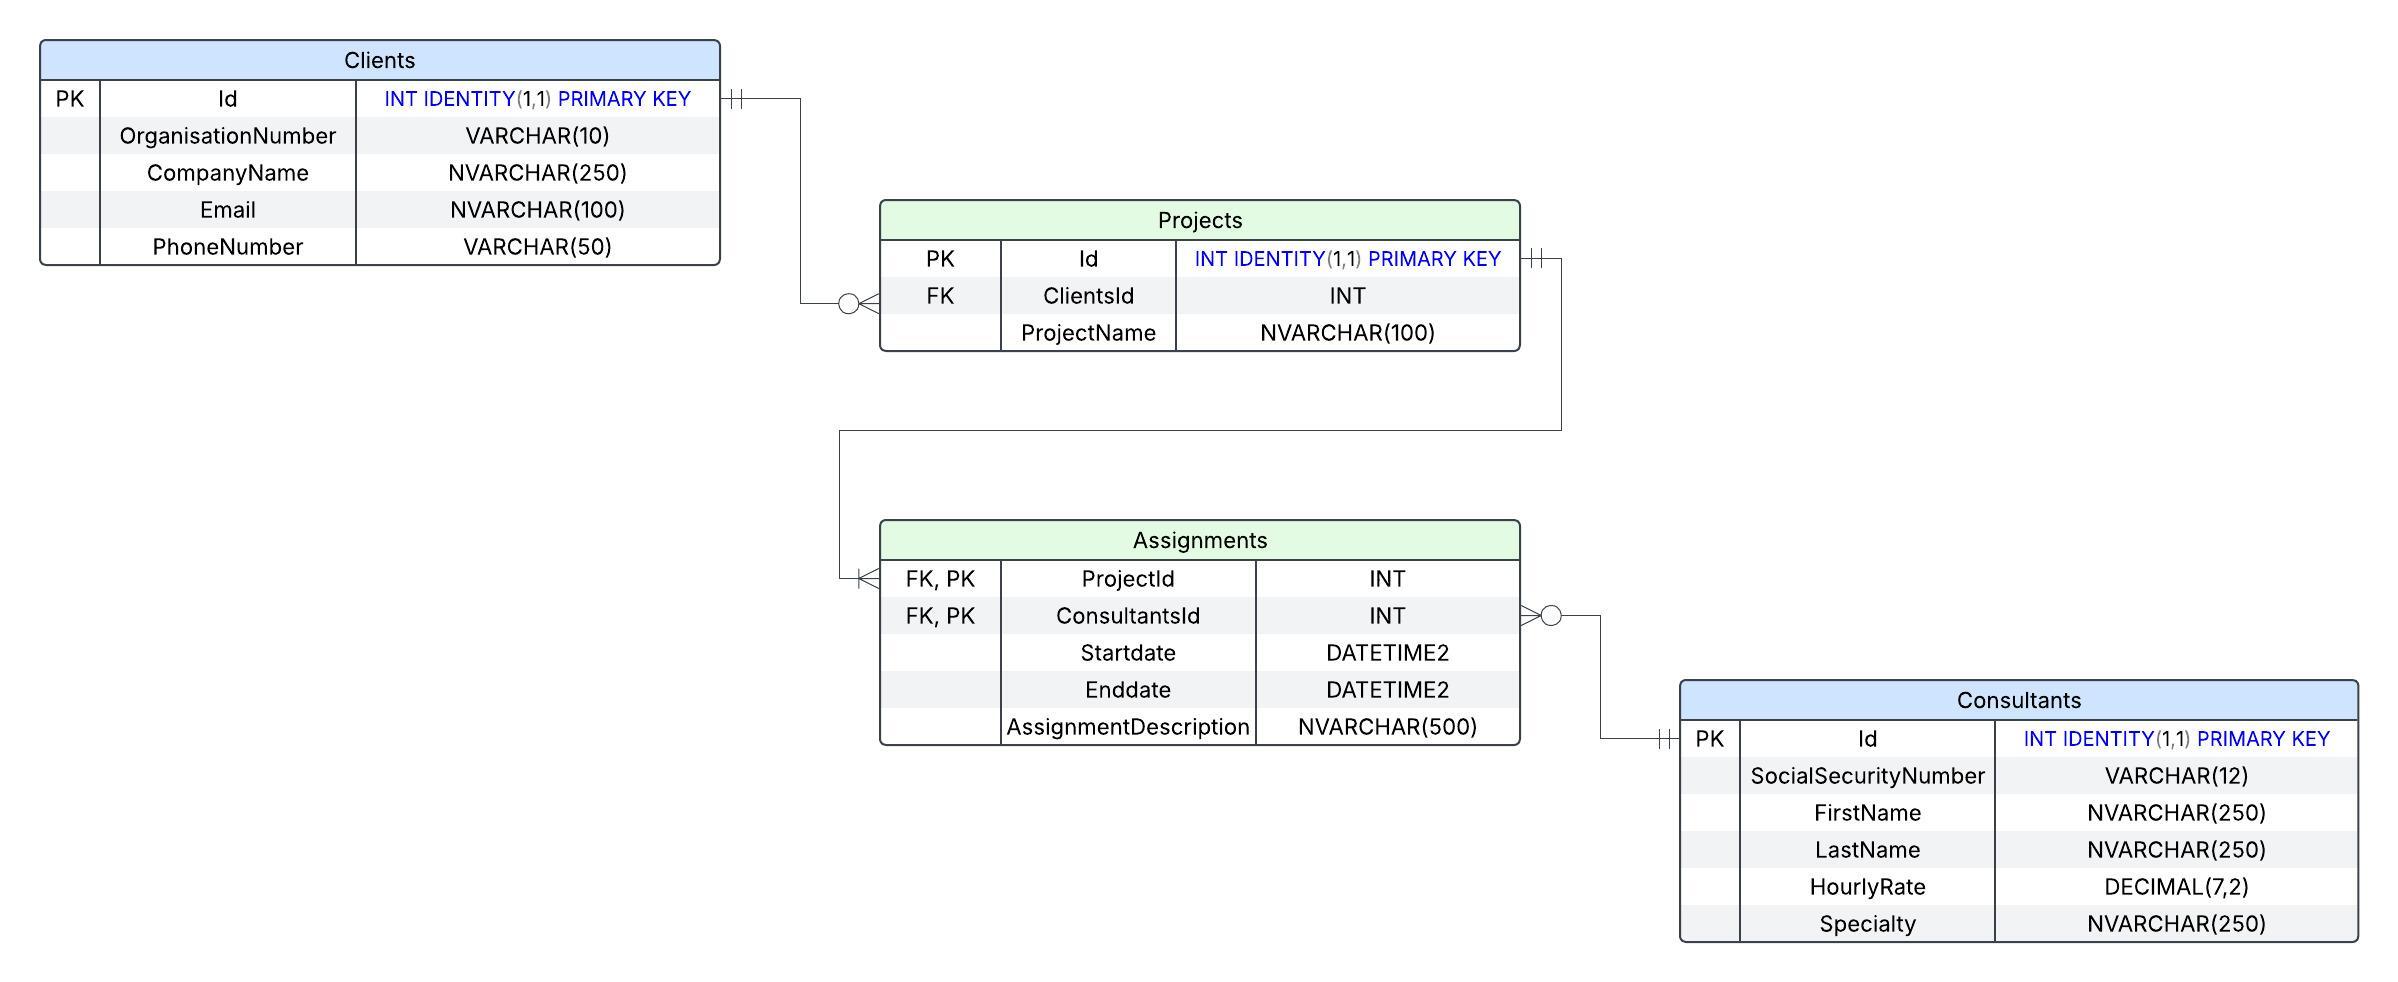 Clients
PK Id INT IDENTITY(1,1) PRIMARY KEY
OrganisationNumber VARCHAR(10)
CompanyName NVARCHAR(250)
Email NVARCHAR(100)
PhoneNumber VARCHAR(50)
Projects
PK Id INT IDENTITY(1,1) PRIMARY KEY
FK ClientsId INT
ProjectName NVARCHAR(100)
Assignments
FK, PK ProjectId INT
FK, PK ConsultantsId INT
Startdate DATETIME2
Enddate DATETIME2
AssignmentDescription NVARCHAR(500)
Consultants
PK Id INT IDENTITY(1,1) PRIMARY KEY
SocialSecurityNumber VARCHAR(12)
FirstName NVARCHAR(250)
LastName NVARCHAR(250)
HourlyRate DECIMAL(7,2)
Specialty NVARCHAR(250)